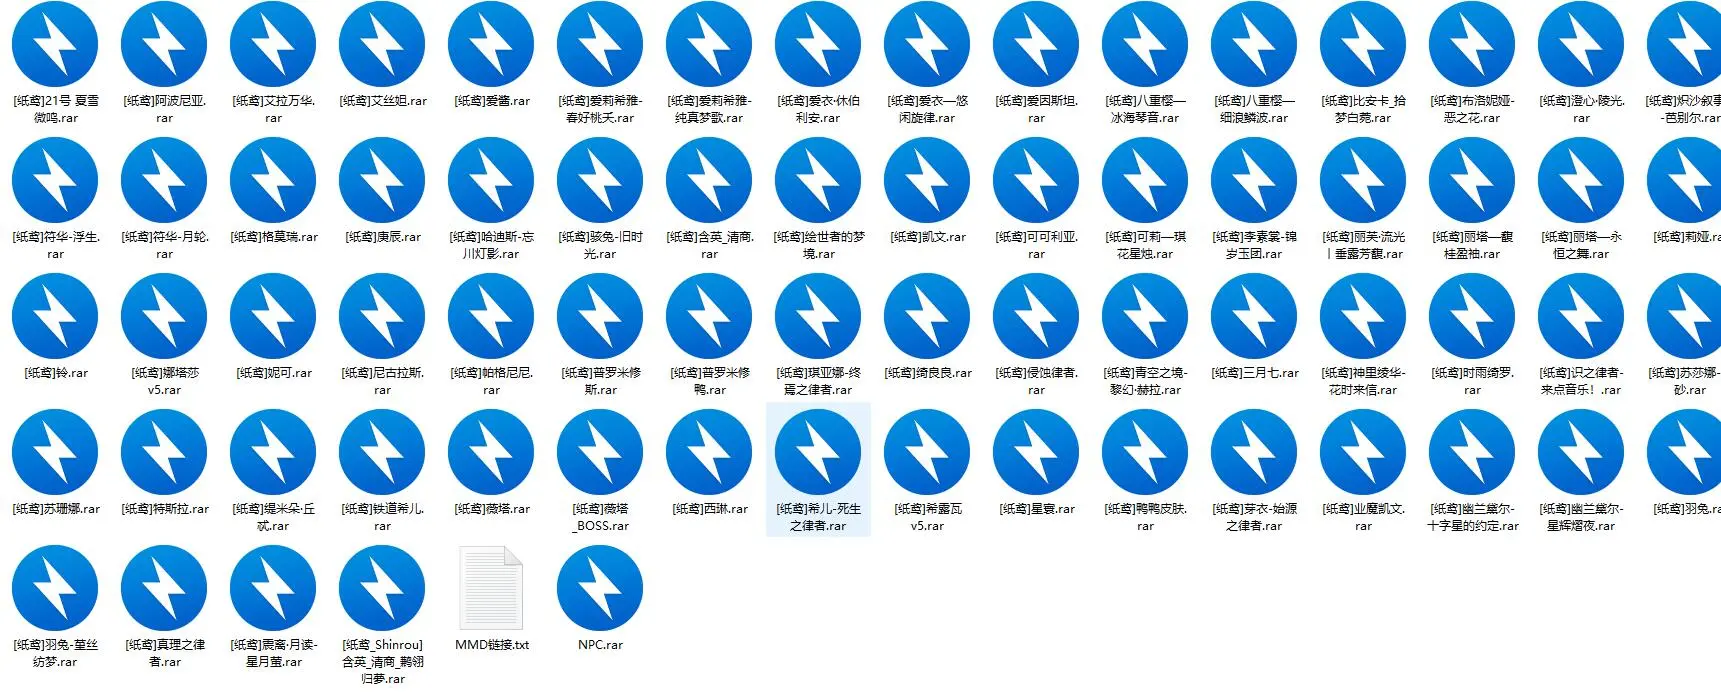 [纸鸢]21号 夏雪
微鸣.rar
[纸鸢]阿波尼亚.
rar
[纸鸢]艾拉万华.
rar
[纸鸢]艾丝妲.rar
[纸鸢]爱酱.rar
[纸鸢]爱莉希雅-
春好桃夭.rar
[纸鸢]爱莉希雅-
纯真梦歌.rar
[纸鸢]爱衣·休伯
利安.rar
[纸鸢]爱衣—悠
闲旋律.rar
[纸鸢]爱因斯坦.
rar
[纸鸢]八重樱—
冰海琴音.rar
[纸鸢]八重樱—
细浪鳞波.rar
[纸鸢]比安卡_拾
梦白菀.rar
[纸鸢]布洛妮娅-
恶之花.rar
[纸鸢]澄心·陵光.
rar
[纸鸢]炽沙叙事
-芭别尔.rar
[纸鸢]符华-浮生.
rar
[纸鸢]符华-月轮.
rar
[纸鸢]格莫瑞.rar
[纸鸢]庚辰.rar
[纸鸢]哈迪斯-忘
川灯影.rar
[纸鸢]骇兔-旧时
光.rar
[纸鸢]含英_清商.
rar
[纸鸢]绘世者的梦
境.rar
[纸鸢]凯文.rar
[纸鸢]可可利亚.
rar
[纸鸢]可莉—琪
花星烛.rar
[纸鸢]李素裳-锦
岁玉团.rar
[纸鸢]丽芙·流光
丨垂露芳馥.rar
[纸鸢]丽塔—馥
桂盈袖.rar
[纸鸢]丽塔—永
恒之舞.rar
[纸鸢]莉娅.ra
[纸鸢]铃.rar
[纸鸢]娜塔莎
v5.rar
[纸鸢]妮可.rar
[纸鸢]尼古拉斯.
rar
[纸鸢]帕格尼尼.
rar
[纸鸢]普罗米修
斯.rar
[纸鸢]普罗米修
鸭.rar
[纸鸢]琪亚娜-终
焉之律者.rar
[纸鸢]绮良良.rar
[纸鸢]侵蚀律者.
rar
[纸鸢]青空之境-
黎幻·赫拉.rar
[纸鸢]三月七.rar
[纸鸢]神里绫华-
花时来信.rar
[纸鸢]时雨绮罗.
rar
[纸鸢]识之律者-
来点音乐！.rar
[纸鸢]苏莎娜-
砂.rar
[纸鸢]苏珊娜.rar
[纸鸢]特斯拉.rar
[纸鸢]缇米朵·丘
忒.rar
[纸鸢]铁道希儿.
rar
[纸鸢]薇塔.rar
[纸鸢]薇塔
_BOSS.rar
[纸鸢]西琳.rar
[纸鸢]希儿-死生
之律者.rar
[纸鸢]希露瓦
v5.rar
[纸鸢]星寰.rar
[纸鸢]鸭鸭皮肤.
rar
[纸鸢]芽衣-始源
之律者.rar
[纸鸢]业魔凯文.
rar
[纸鸢]幽兰黛尔-
十字星的约定.rar
[纸鸢]幽兰黛尔-
星辉熠夜.rar
[纸鸢]羽兔.ra
[纸鸢]羽兔-堇丝
纺梦.rar
[纸鸢]真理之律
者.rar
[纸鸢]震离·月读-
星月萤.rar
[纸鸢_Shinrou]
含英_清商_鹣翎
归夢.rar
MMD链接.txt
NPC.rar